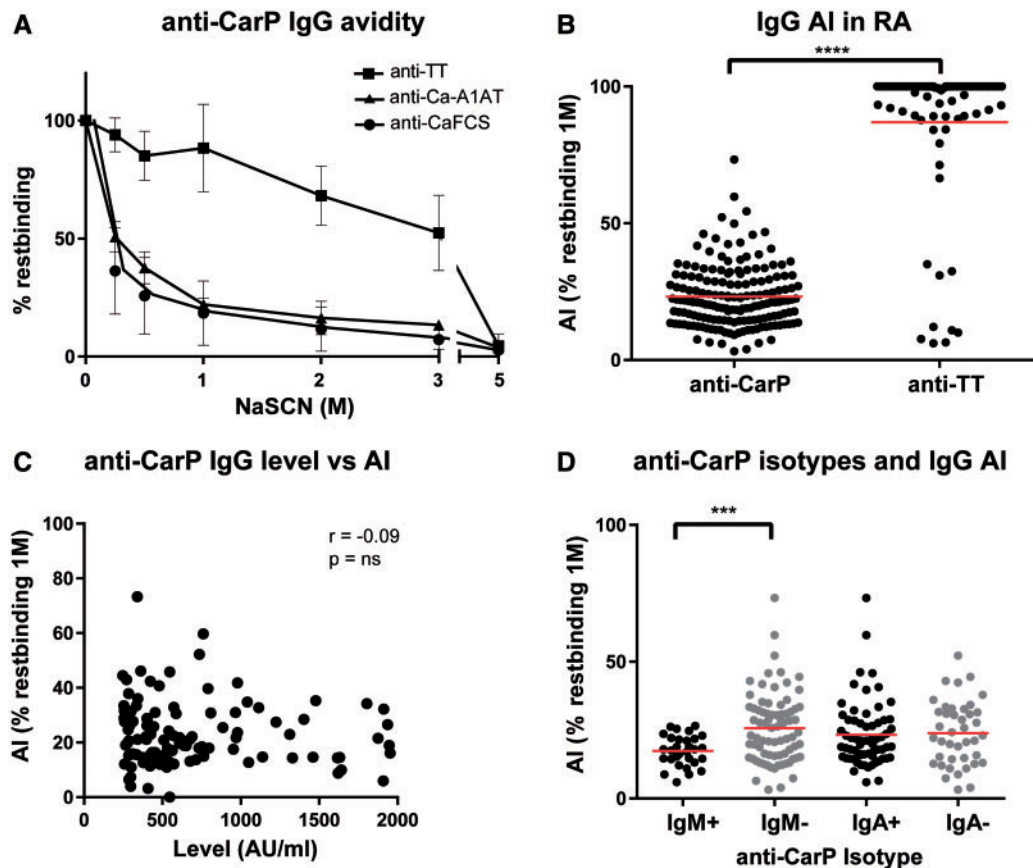 A
anti-CarP IgG avidity
anti-TT
anti-Ca-A1AT
anti-CaFCS
100
50
0
% restbinding
0 1 2 3 5
NaSCN (M)
B
IgG AI in RA
****
100
50
0
AI (% restbinding 1M)
anti-CarP anti-TT
C
anti-CarP IgG level vs AI
r = -0.09
p = ns
100
80
60
40
20
0
AI (% restbinding 1M)
0 500 1000 1500 2000
Level (AU/ml)
D
anti-CarP isotypes and IgG AI
***
100
50
0
AI (% restbinding 1M)
IgM+ IgM- IgA+ IgA-
anti-CarP Isotype